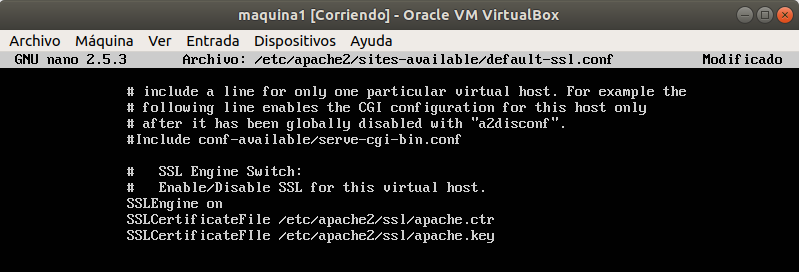 maquina1 [Corriendo] - Oracle VM VirtualBox
Archivo Máquina Ver Entrada Dispositivos Ayuda
GNU nano 2.5.3 Archivo: /etc/apache2/sites-available/default-ssl.conf Modificado
# include a line for only one particular virtual host. For example the
# following line enables the CGI configuration for this host only
# after it has been globally disabled with "a2disconf".
#Include conf-available/serve-cgi-bin.conf
# SSL Engine Switch:
# Enable/Disable SSL for this virtual host.
SSLEngine on
SSLCertificateFIle /etc/apache2/ssl/apache.ctr
SSLCertificateFIle /etc/apache2/ssl/apache.key